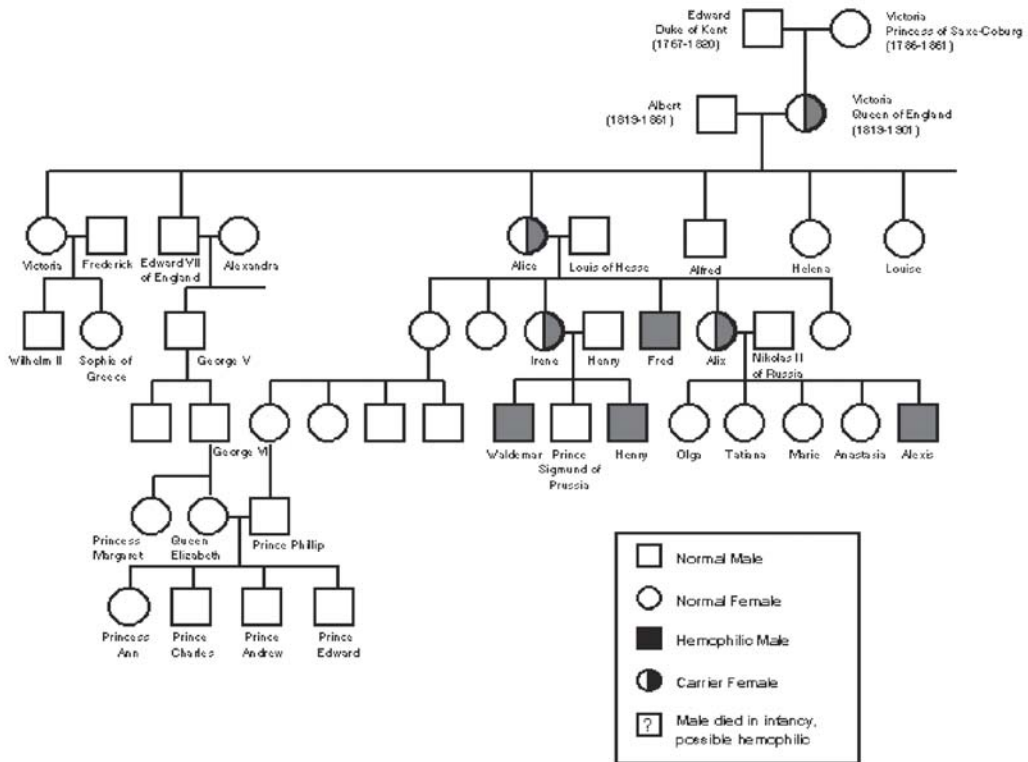 Edward
Duke of Kent
(1767-1820)
Victoria
Princess of Saxe-Coburg
(1786-1861)
Albert
(1819-1861)
Victoria
Queen of England
(1819-1901)
Victoria
Frederick
Edward VII
of England
Alexandra
Alice
Louis of Hesse
Alfred
Helena
Louise
Wilhelm II
Sophie of
Greece
George V
Irene
Henry
Fred
Alix
Nikolas II
of Russia
George VI
Waldemar
Prince
Sigmund of
Prussia
Henry
Olga
Tatiana
Marie
Anastasia
Alexis
Princess
Margaret
Queen
Elizabeth
Prince Phillip
Princess
Ann
Prince
Charles
Prince
Andrew
Prince
Edward
Normal Male
Normal Female
Hemophilic Male
Carrier Female
? Male died in infancy,
possible hemophilic